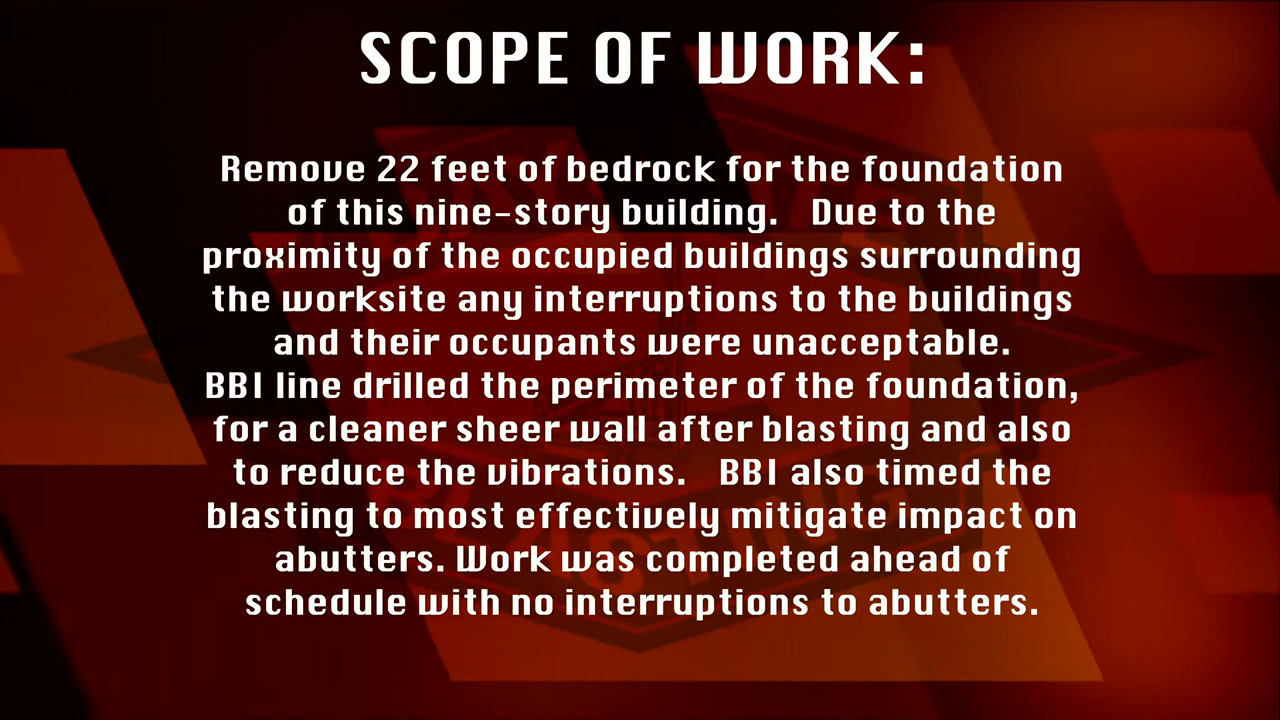 SCOPE OF WORK:
Remove 22 feet of bedrock for the foundation
of this nine-story building. Due to the
proximity of the occupied buildings surrounding
the worksite any interruptions to the buildings
and their occupants were unacceptable.
BBI line drilled the perimeter of the foundation,
for a cleaner sheer wall after blasting and also
to reduce the vibrations. BBI also timed the
blasting to most effectively mitigate impact on
abutters. Work was completed ahead of
schedule with no interruptions to abutters.